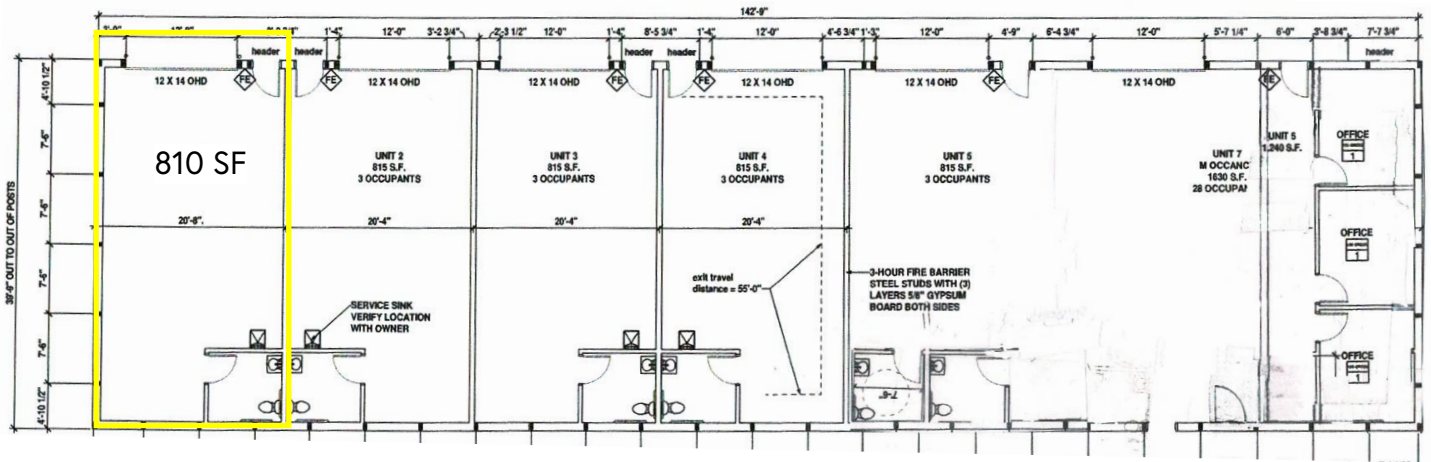 142'-9"
12'-0" 3'-2 3/4" 2'-3 1/2" 12'-0" 1'-4" 8'-5 3/4" 1'-4" 12'-0" 4'-6 3/4" 12'-0" 4'-9" 6'-4 3/4" 12'-0" 5'-7 1/4" 6'-0" 3'-8 3/4" 7'-7 3/4"
header header header header header
12 X 14 OHD FE FE 12 X 14 OHD 12 X 14 OHD FE FE 12 X 14 OHD 12 X 14 OHD FE 12 X 14 OHD FE
39'-9" OUT TO OUT OF POSTS
4'-10 1/2"
7'-6"
7'-6"
7'-6"
7'-6"
4'-10 1/2"
810 SF
20'-8"
UNIT 2
815 S.F.
3 OCCUPANTS
20'-4"
UNIT 3
815 S.F.
3 OCCUPANTS
20'-4"
UNIT 4
815 S.F.
3 OCCUPANTS
20'-4"
UNIT 5
815 S.F.
3 OCCUPANTS
UNIT 7
M OCCANC
1630 S.F.
28 OCCUPAN
UNIT 5
1,240 S.F.
OFFICE
1
OFFICE
1
OFFICE
1
SERVICE SINK
VERIFY LOCATION
WITH OWNER
exit travel
distance = 55'-0"
3-HOUR FIRE BARRIER
STEEL STUDS WITH (3)
LAYERS 5/8" GYPSUM
BOARD BOTH SIDES
7'-6"